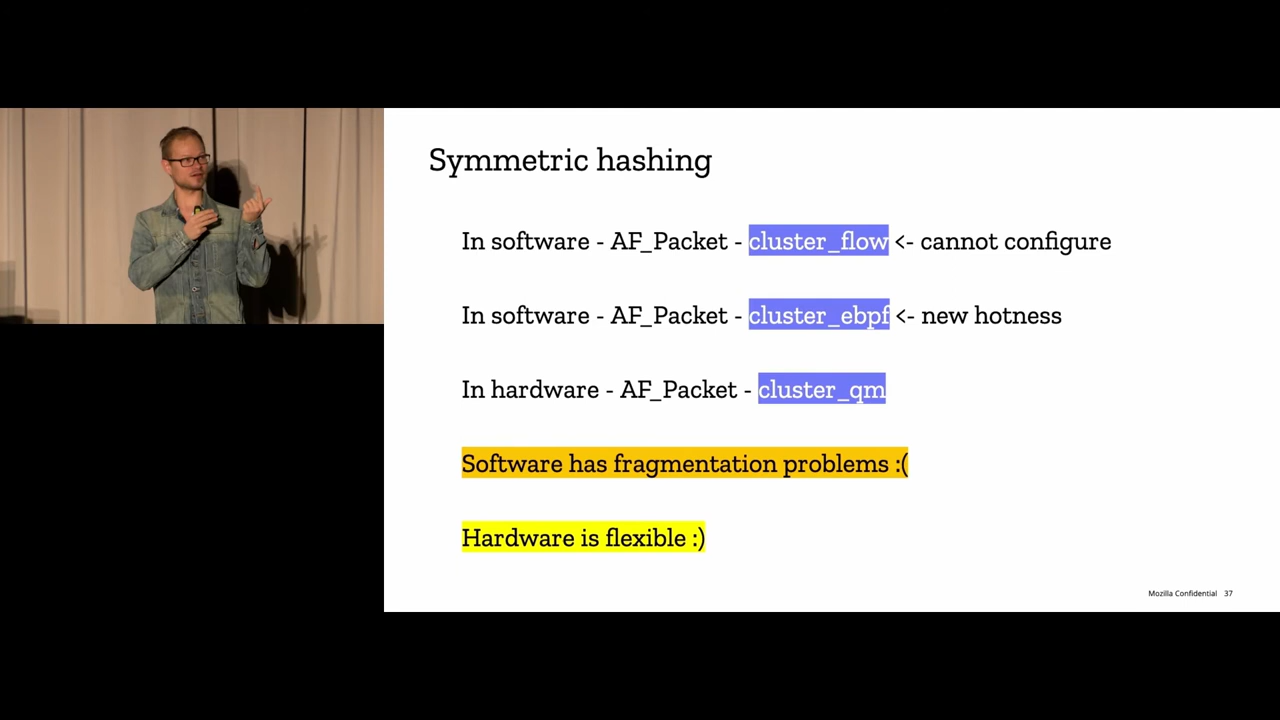 Symmetric hashing
In software - AF_Packet - cluster_flow <- cannot configure
In software - AF_Packet - cluster_ebpf <- new hotness
In hardware - AF_Packet - cluster_qm
Software has fragmentation problems :(
Hardware is flexible :)
Mozilla Confidential 37